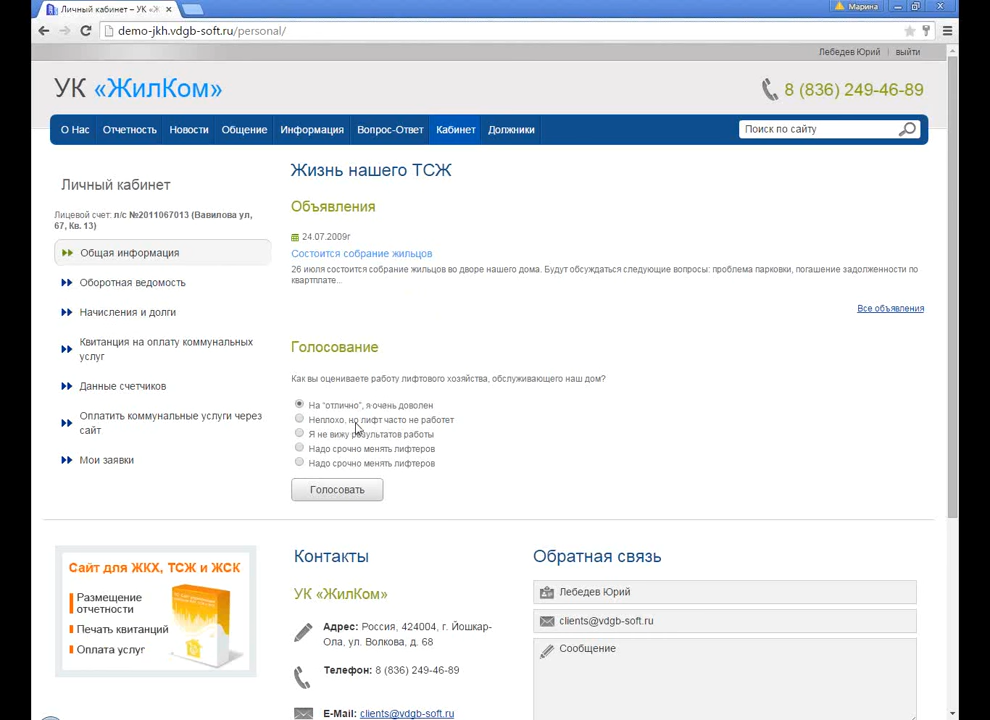 Личный кабинет – УК «Ж
Марина
demo-jkh.vdgb-soft.ru/personal/
Лебедев Юрий | выйти
УК «ЖилКом»
8 (836) 249-46-89
О Нас Отчетность Новости Общение Информация Вопрос-Ответ Кабинет Должники
Поиск по сайту
Личный кабинет
Лицевой счет: л/с №2011067013 (Вавилова ул,
67, Кв. 13)
Общая информация
Оборотная ведомость
Начисления и долги
Квитанция на оплату коммунальных
услуг
Данные счетчиков
Оплатить коммунальные услуги через
сайт
Мои заявки
Жизнь нашего ТСЖ
Объявления
24.07.2009г
Состоится собрание жильцов
26 июля состоится собрание жильцов во дворе нашего дома. Будут обсуждаться следующие вопросы: проблема парковки, погашение задолженности по
квартплате...
Все объявления
Голосование
Как вы оцениваете работу лифтового хозяйства, обслуживающего наш дом?
На "отлично", я очань доволен
Неплохо, но лифт часто не работет
Я не вижу результатов работы
Надо срочно менять лифтеров
Надо срочно менять лифтеров
Голосовать
Сайт для ЖКХ, ТСЖ и ЖСК
Размещение
отчетности
Печать квитанций
Оплата услуг
Контакты
УК «ЖилКом»
Адрес: Россия, 424004, г. Йошкар-
Ола, ул. Волкова, д. 68
Телефон: 8 (836) 249-46-89
E-Mail: clients@vdgb-soft.ru
Обратная связь
Лебедев Юрий
clients@vdgb-soft.ru
Сообщение